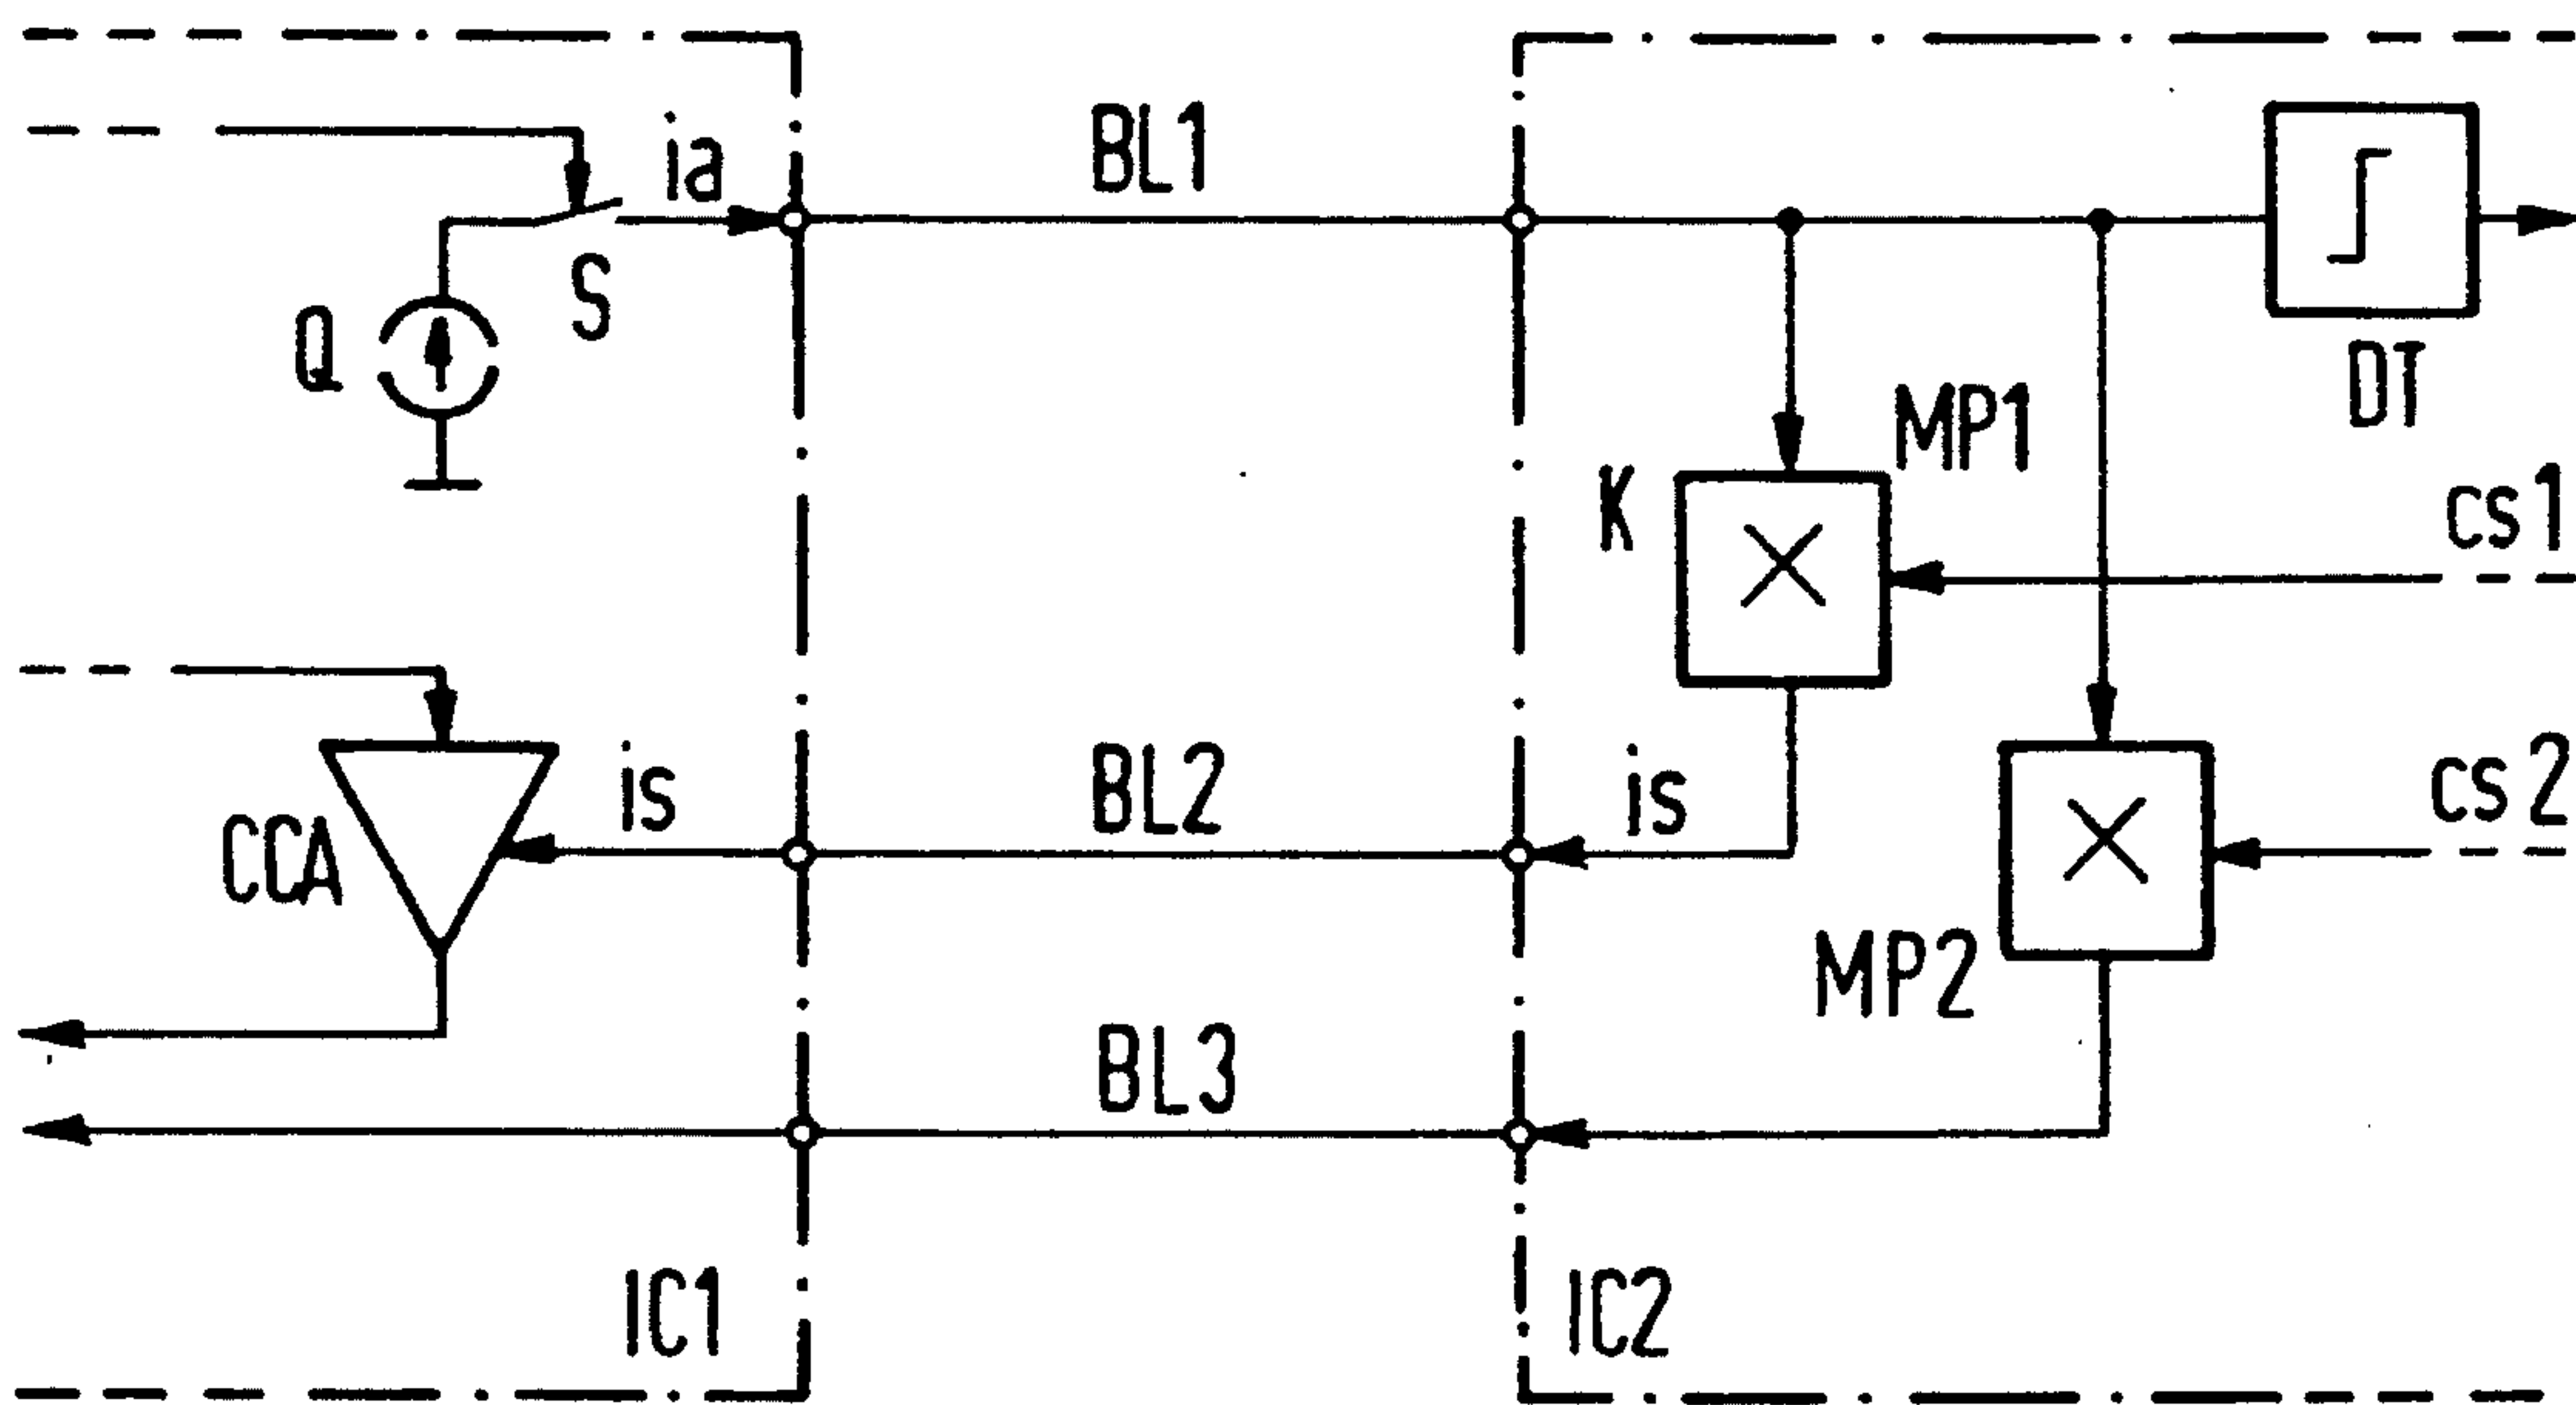 ia
BL1
S
Q
DT
MP1
K
cs1
is
BL2
is
cs2
CCA
MP2
BL3
IC1
IC2